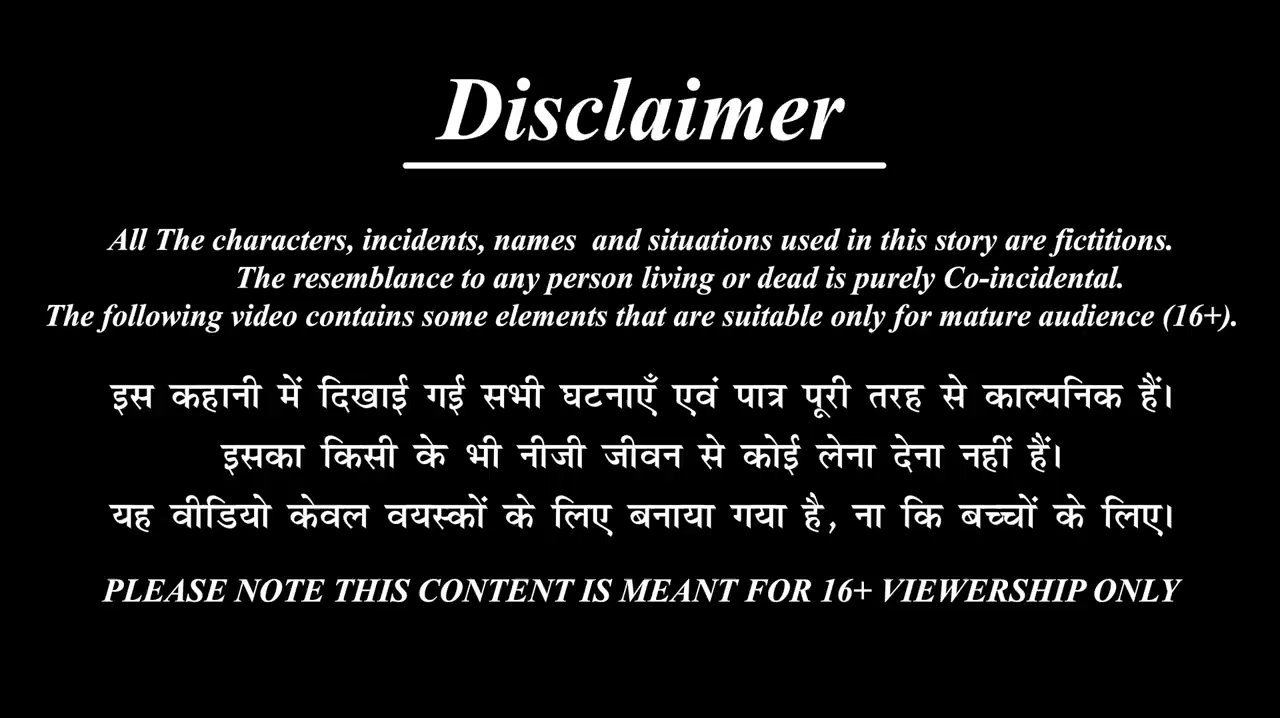 Disclaimer
All The characters, incidents, names and situations used in this story are fictitions.
The resemblance to any person living or dead is purely Co-incidental.
The following video contains some elements that are suitable only for mature audience (16+).
इस कहानी में दिखाई गई सभी घटनाएँ एवं पात्र पूरी तरह से काल्पनिक हैं।
इसका किसी के भी नीजी जीवन से कोई लेना देना नहीं हैं।
यह वीडियो केवल वयस्कों के लिए बनाया गया है, ना कि बच्चों के लिए।
PLEASE NOTE THIS CONTENT IS MEANT FOR 16+ VIEWERSHIP ONLY